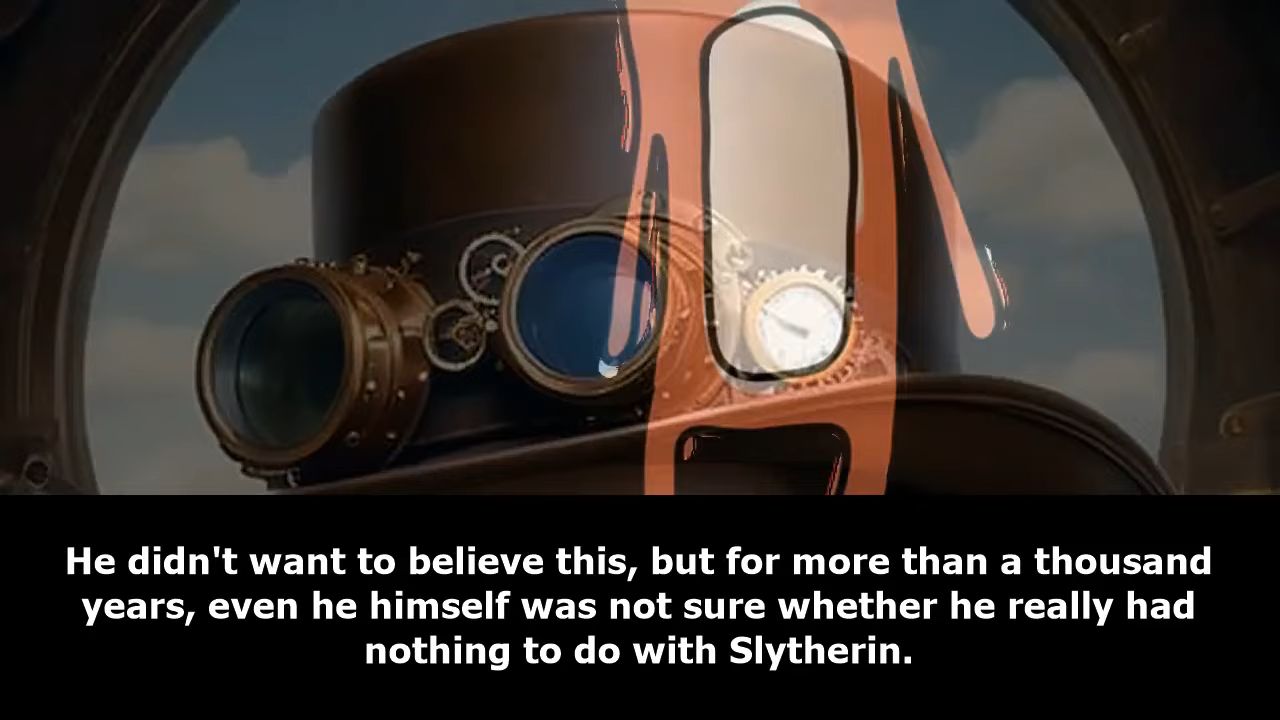 He didn't want to believe this, but for more than a thousand
years, even he himself was not sure whether he really had
nothing to do with Slytherin.